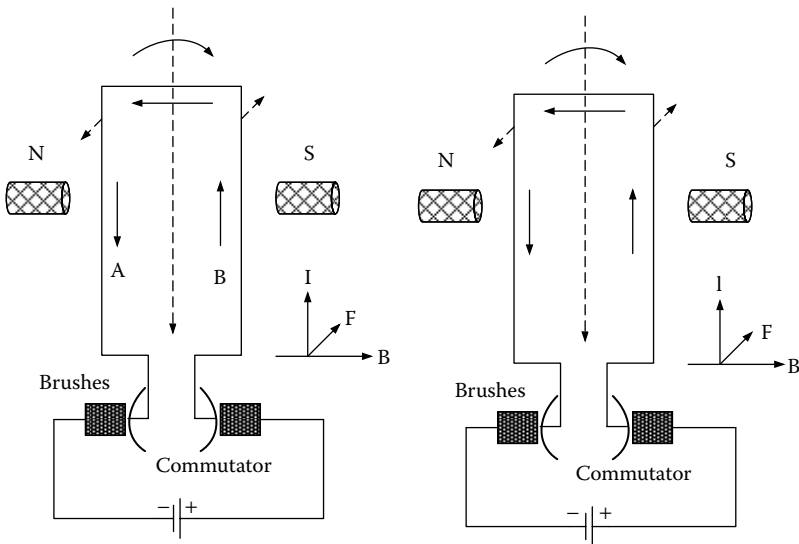 N
S
A
B
I
F
B
Brushes
Commutator
− +
N
S
l
F
B
Brushes
Commutator
− +